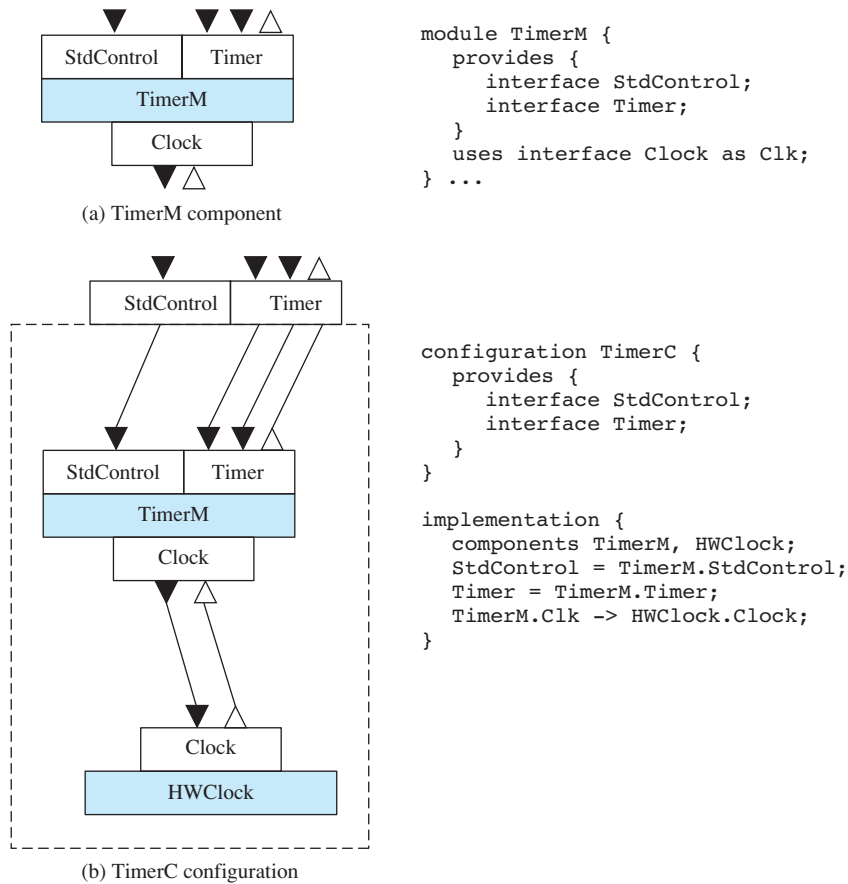 StdControl Timer
TimerM
Clock
(a) TimerM component
module TimerM {
provides {
interface StdControl;
interface Timer;
}
uses interface Clock as Clk;
} ...
StdControl Timer
StdControl Timer
TimerM
Clock
Clock
HWClock
(b) TimerC configuration
configuration TimerC {
provides {
interface StdControl;
interface Timer;
}
}
implementation {
components TimerM, HWClock;
StdControl = TimerM.StdControl;
Timer = TimerM.Timer;
TimerM.Clk -> HWClock.Clock;
}